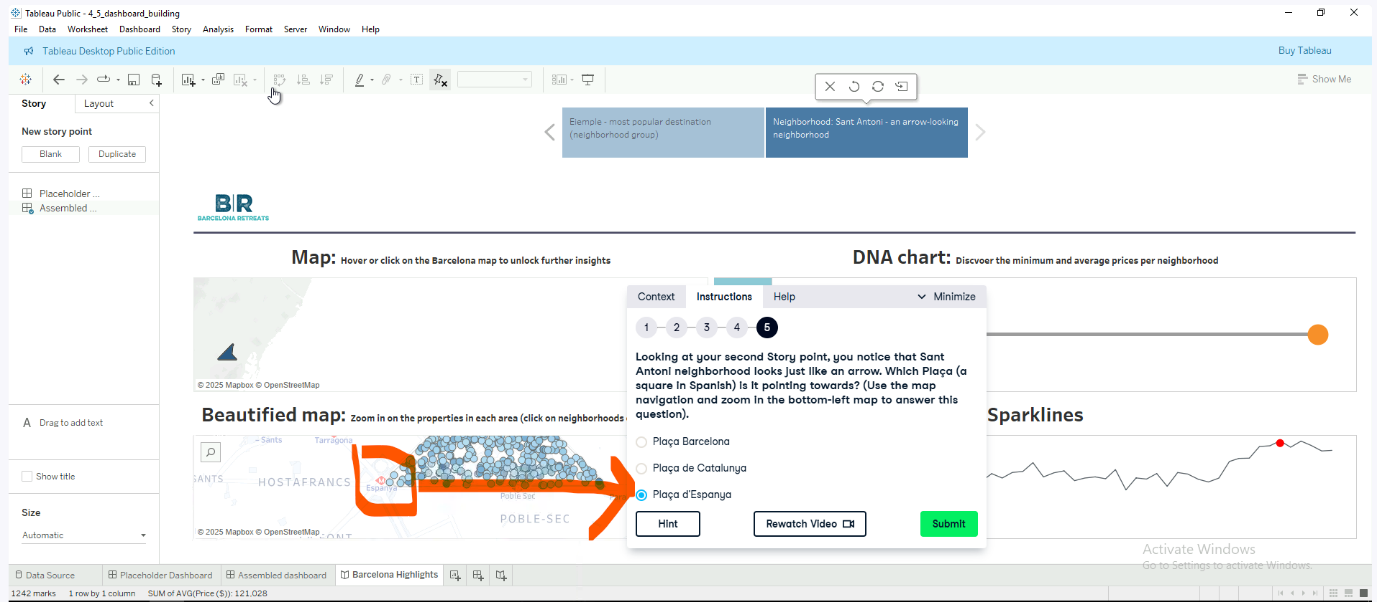 Tableau Public - 4_5_dashboard_building
File Data Worksheet Dashboard Story Analysis Format Server Window Help
Tableau Desktop Public Edition
Buy Tableau
Show Me
Story Layout
New story point
Blank Duplicate
Placeholder ...
Assembled ...
Drag to add text
Show title
Size
Automatic
Eiemple - most popular destination
(neighborhood group)
Neighborhood: Sant Antoni - an arrow-looking
neighborhood
B|R
BARCELONA RETREATS
Map: Hover or click on the Barcelona map to unlock further insights
DNA chart: Discvoer the minimum and average prices per neighborhood
© 2025 Mapbox © OpenStreetMap
Beautified map: Zoom in on the properties in each area (click on neighborhoods
Sparklines
Sants
Tarragona
SANTS
HOSTAFRANCS
Espanya
Poble Sec
POBLE-SEC
FONT
© 2025 Mapbox © OpenStreetMap
Context Instructions Help Minimize
1 2 3 4 5
Looking at your second Story point, you notice that Sant
Antoni neighborhood looks just like an arrow. Which Plaça (a
square in Spanish) is it pointing towards? (Use the map
navigation and zoom in the bottom-left map to answer this
question).
Plaça Barcelona
Plaça de Catalunya
Plaça d'Espanya
Hint Rewatch Video Submit
Activate Windows
Go to Settings to activate Windows.
Data Source Placeholder Dashboard Assembled dashboard Barcelona Highlights
1242 marks 1 row by 1 column SUM of AVG(Price ($)): 121,028